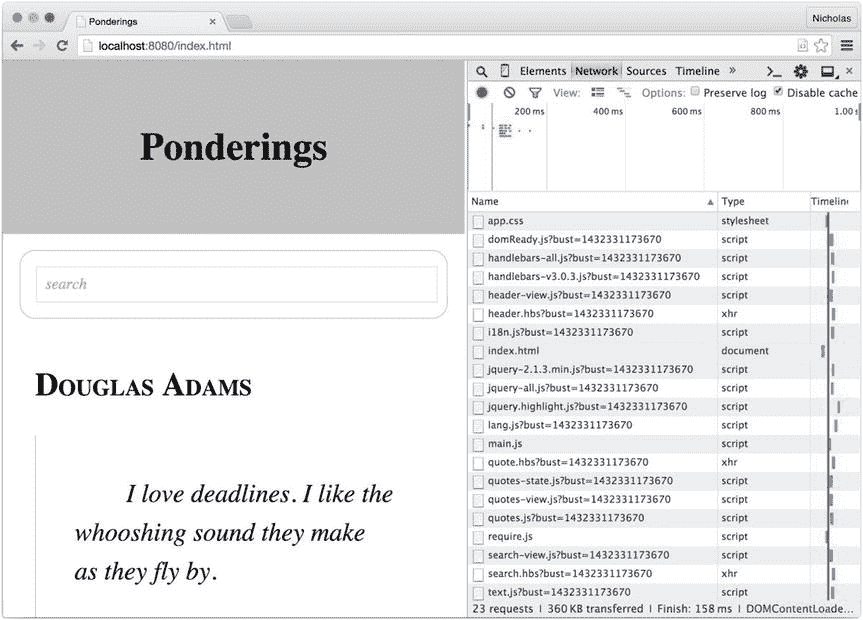 Ponderings
Nicholas
localhost:8080/index.html
Ponderings
search
DOUGLAS ADAMS
I love deadlines. I like the
whooshing sound they make
as they fly by.
Elements Network Sources Timeline »
View: Options: Preserve log Disable cache
200 ms 400 ms 600 ms 800 ms 1.00 s
Name Type Timelin
app.css stylesheet
domReady.js?bust=1432331173670 script
handlebars-all.js?bust=1432331173670 script
handlebars-v3.0.3.js?bust=1432331173670 script
header-view.js?bust=1432331173670 script
header.hbs?bust=1432331173670 xhr
i18n.js?bust=1432331173670 script
index.html document
jquery-2.1.3.min.js?bust=1432331173670 script
jquery-all.js?bust=1432331173670 script
jquery.highlight.js?bust=1432331173670 script
lang.js?bust=1432331173670 script
main.js script
quote.hbs?bust=1432331173670 xhr
quotes-state.js?bust=1432331173670 script
quotes-view.js?bust=1432331173670 script
quotes.js?bust=1432331173670 script
require.js script
search-view.js?bust=1432331173670 script
search.hbs?bust=1432331173670 xhr
text.js?bust=1432331173670 script
23 requests | 360 KB transferred | Finish: 158 ms | DOMContentLoade...